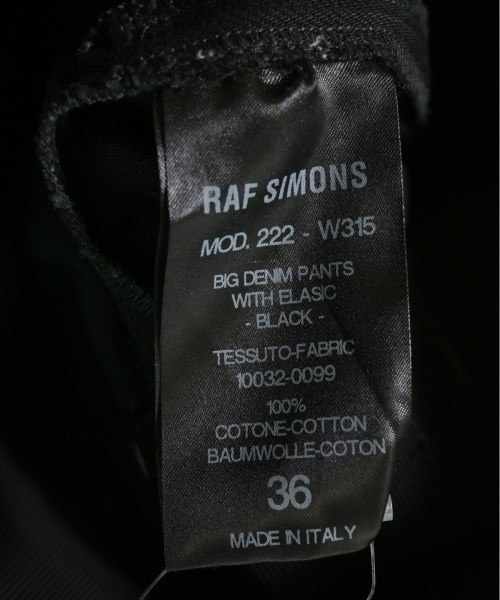 RAF SIMONS
MOD. 222 - W315
BIG DENIM PANTS
WITH ELASIC
- BLACK -
TESSUTO-FABRIC
10032-0099
100%
COTONE-COTTON
BAUMWOLLE-COTON
36
MADE IN ITALY